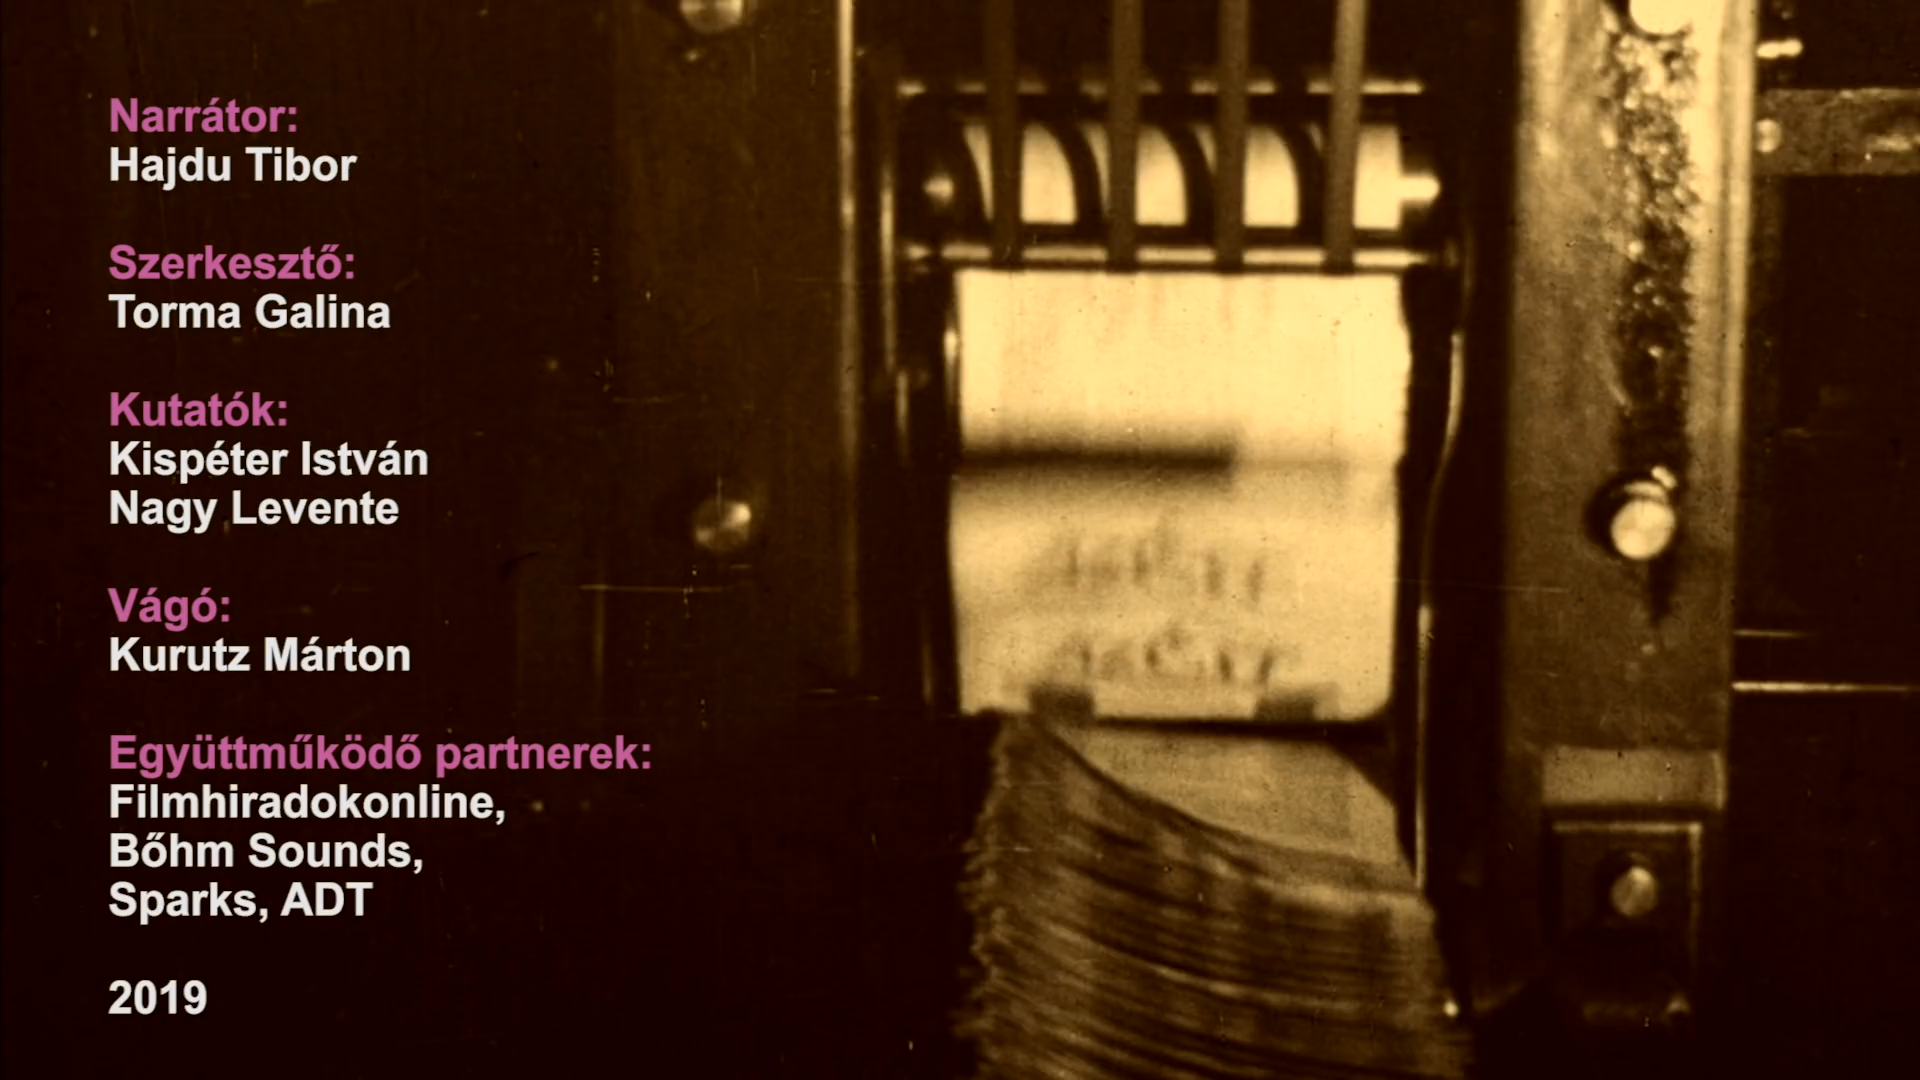 Narrátor:
Hajdu Tibor
Szerkesztő:
Torma Galina
Kutatók:
Kispéter István
Nagy Levente
Vágó:
Kurutz Márton
Együttműködő partnerek:
Filmhiradokonline,
Bőhm Sounds,
Sparks, ADT
2019